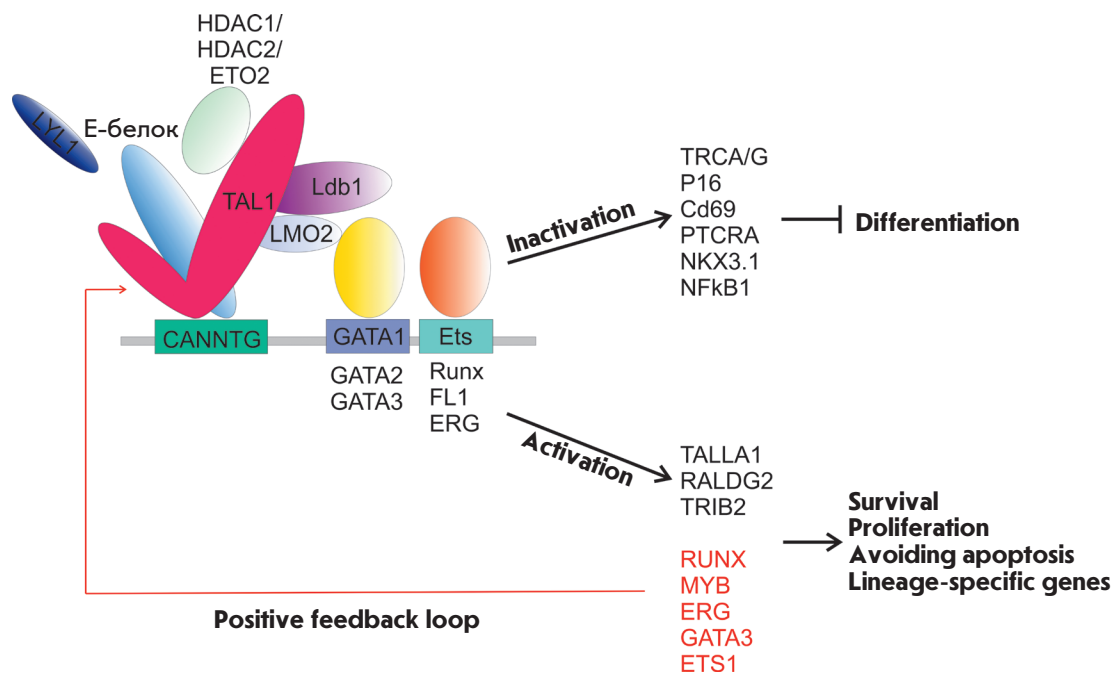 HDAC1/
HDAC2/
ETO2
LYL1
Е-белок
TAL1
Ldb1
LMO2
CANNTG
GATA1
Ets
GATA2
GATA3
Runx
FL1
ERG
Inactivation
TRCA/G
P16
Cd69
PTCRA
NKX3.1
NFkB1
Differentiation
Activation
TALLA1
RALDG2
TRIB2
RUNX
MYB
ERG
GATA3
ETS1
Survival
Proliferation
Avoiding apoptosis
Lineage-specific genes
Positive feedback loop